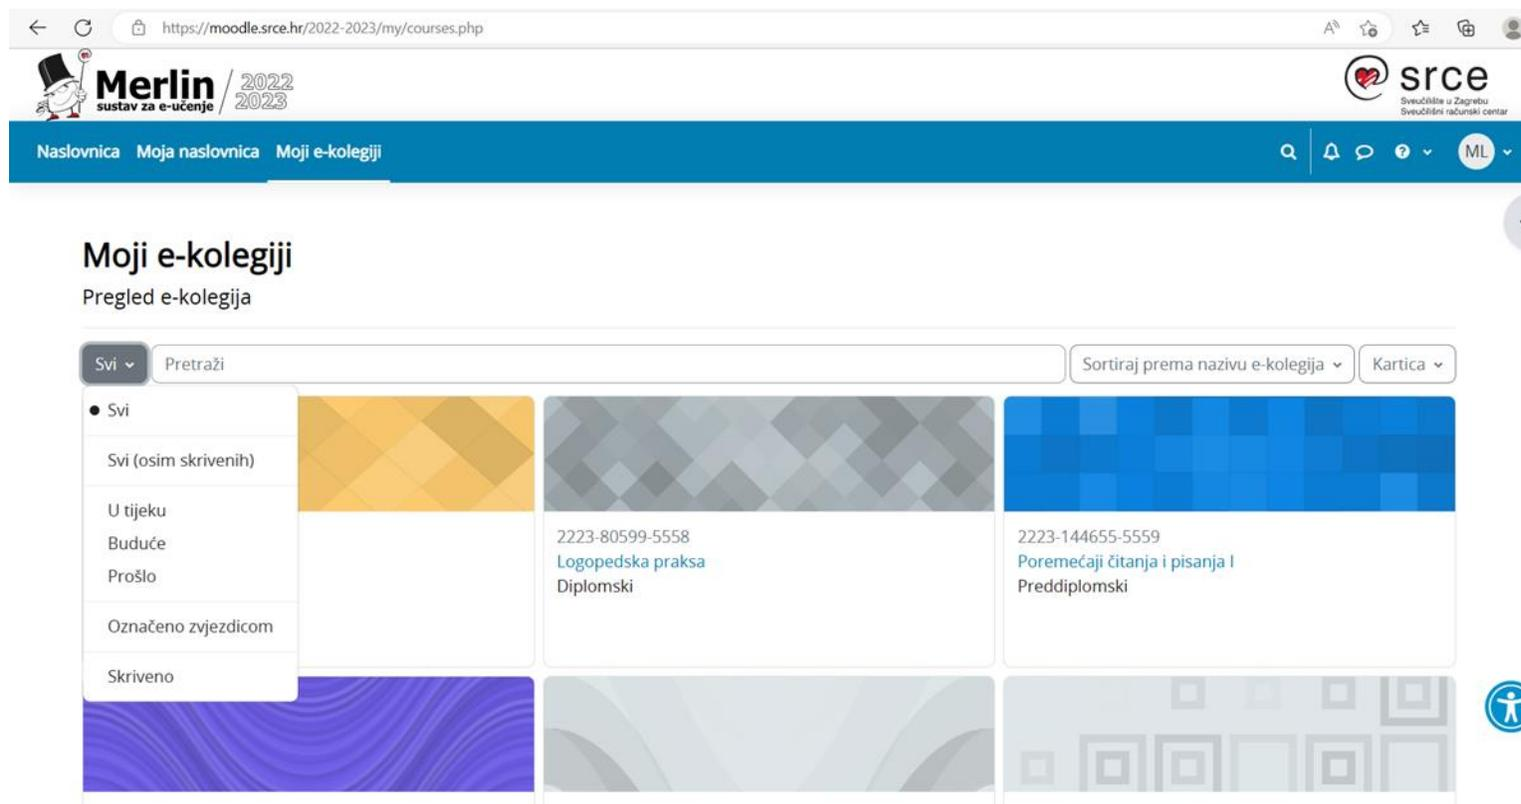 https://moodle.srce.hr/2022-2023/my/courses.php
Merlin
sustav za e-učenje
2022
2023
srce
Sveučilište u Zagrebu
Sveučilišni računski centar
Naslovnica Moja naslovnica Moji e-kolegiji
ML
Moji e-kolegiji
Pregled e-kolegija
Svi Pretraži Sortiraj prema nazivu e-kolegija Kartica
Svi
Svi (osim skrivenih)
U tijeku
Buduće
Prošlo
Označeno zvjezdicom
Skriveno
2223-80599-5558
Logopedska praksa
Diplomski
2223-144655-5559
Poremećaji čitanja i pisanja I
Preddiplomski